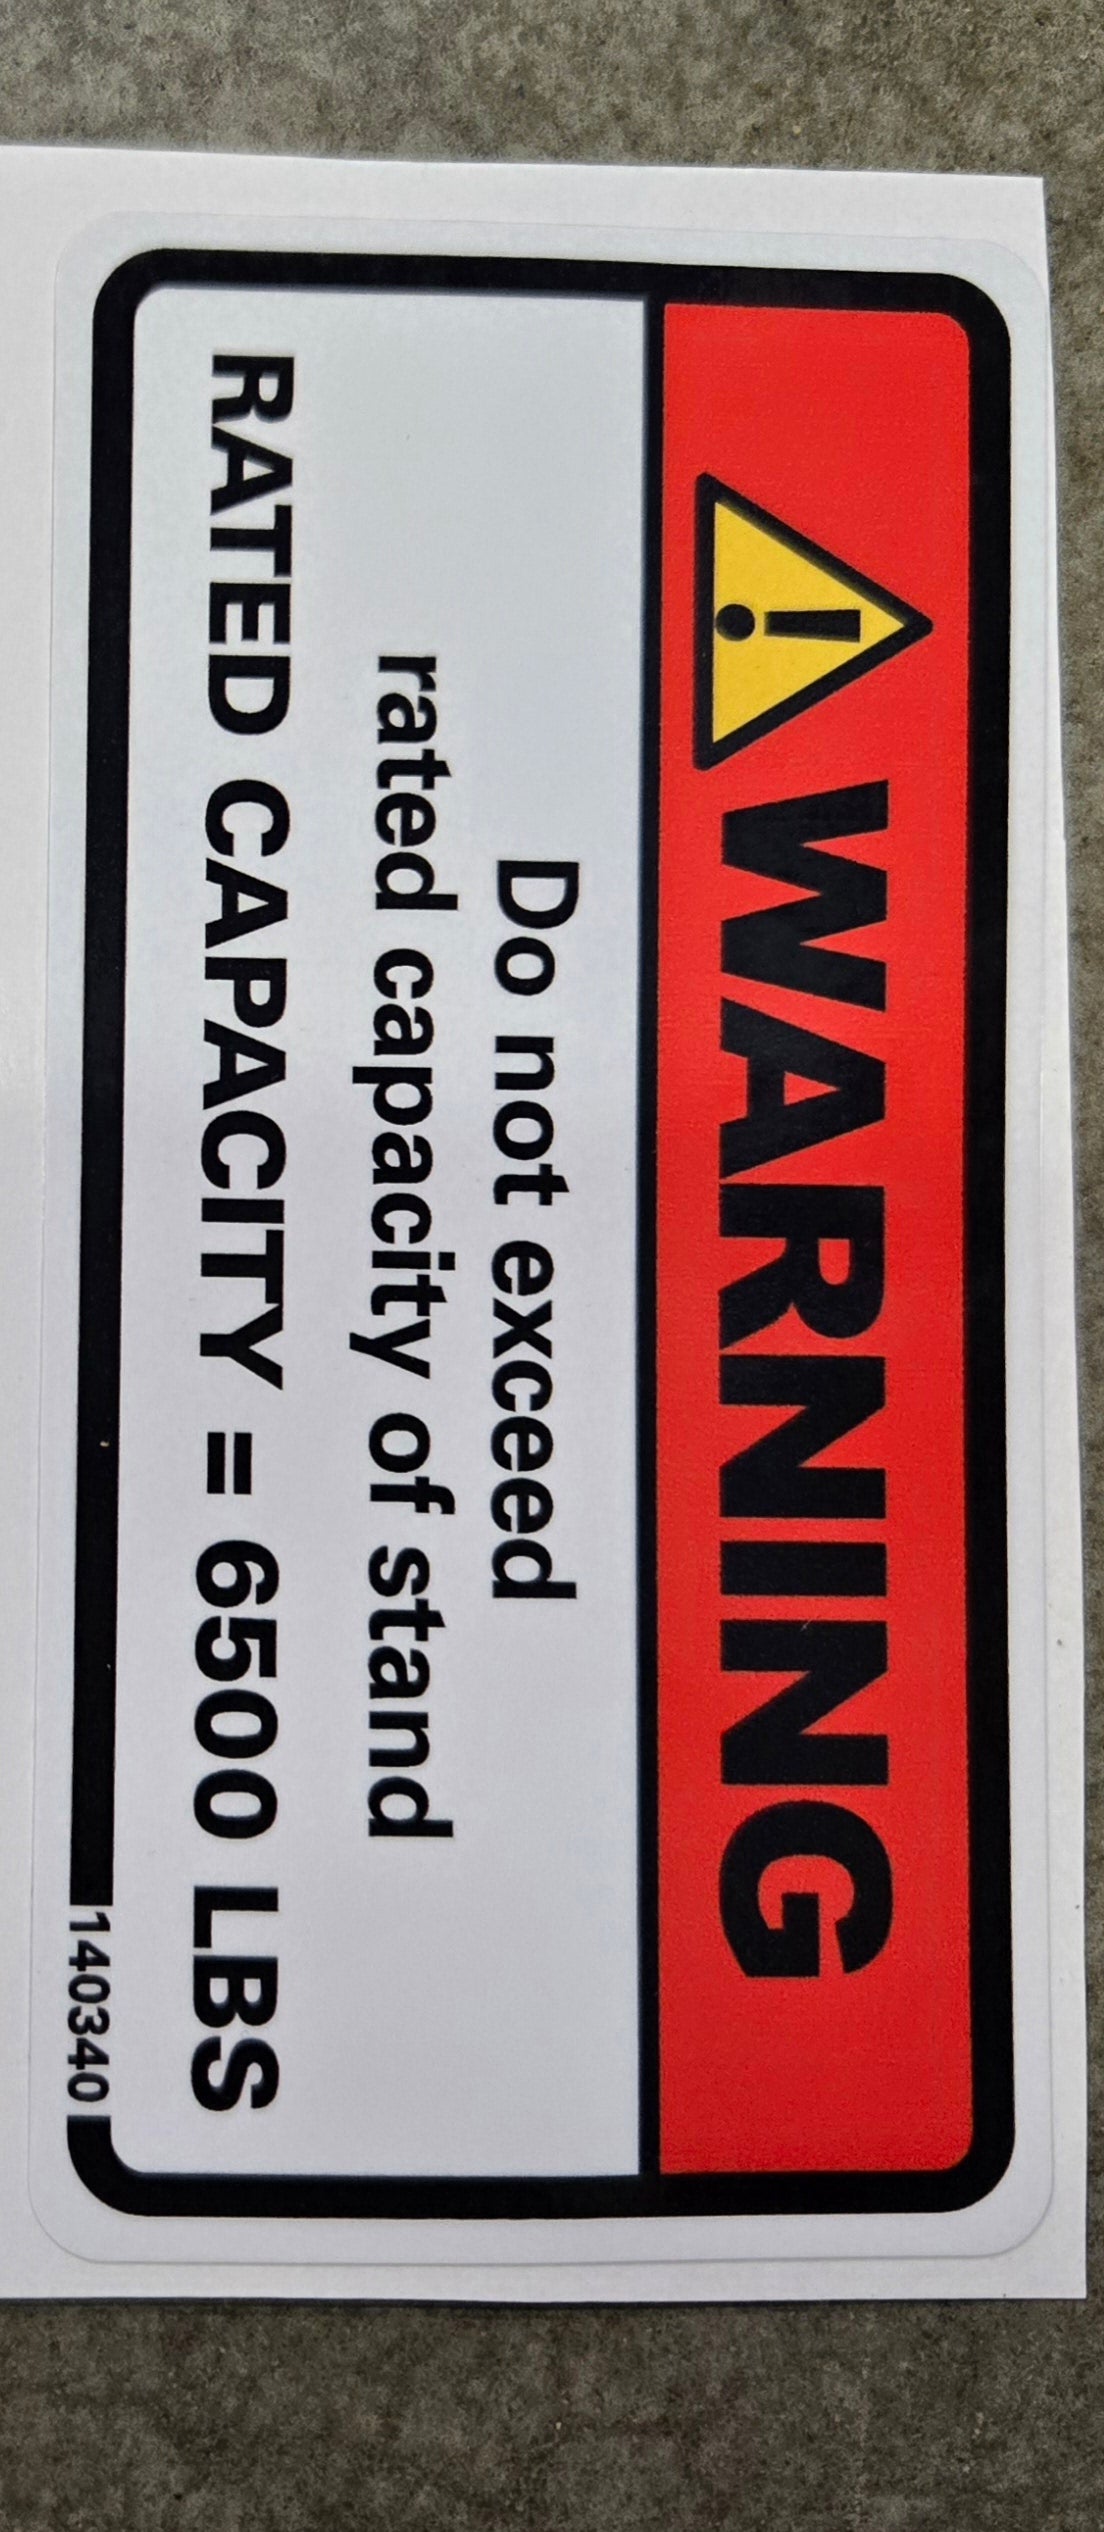 WARNING
Do not exceed
rated capacity of stand
RATED CAPACITY = 6500 LBS
140340